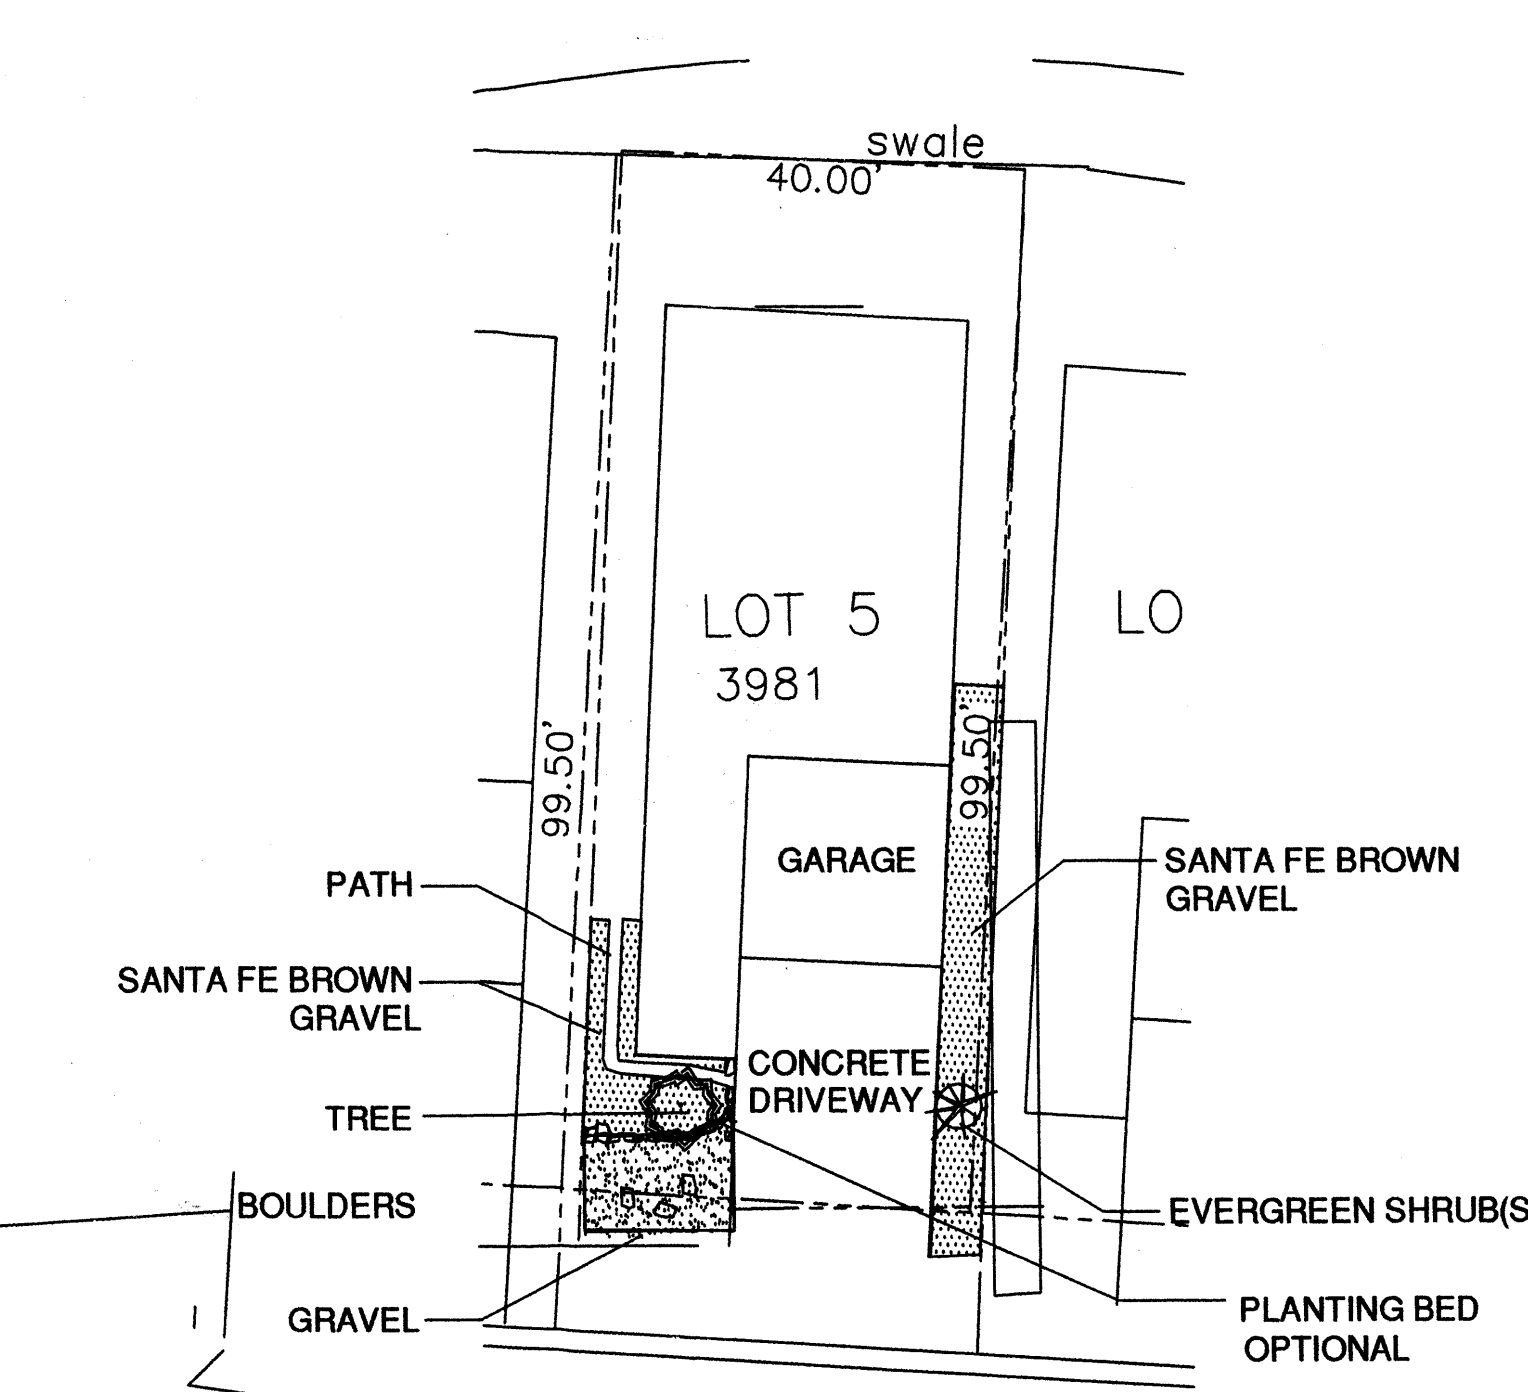 swale
40.00'
LOT 5
LO
3981
99.50'
99.50'
GARAGE
SANTA FE BROWN
GRAVEL
PATH
SANTA FE BROWN
GRAVEL
CONCRETE
DRIVEWAY
TREE
BOULDERS
EVERGREEN SHRUB(S
GRAVEL
PLANTING BED
OPTIONAL